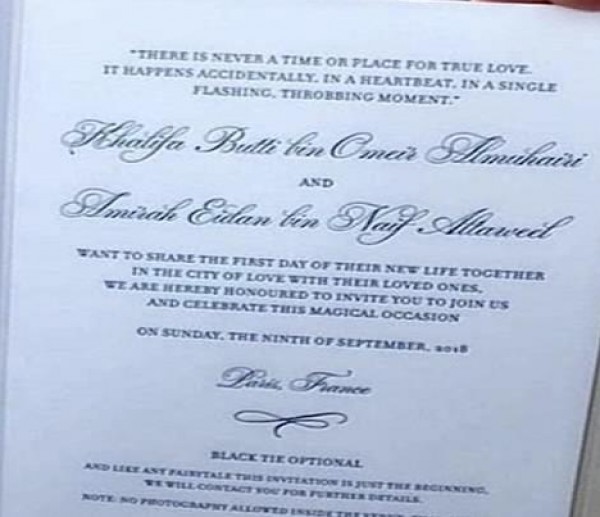 "THERE IS NEVER A TIME OR PLACE FOR TRUE LOVE.
IT HAPPENS ACCIDENTALLY, IN A HEARTBEAT, IN A SINGLE
FLASHING, THROBBING MOMENT."
Khalifa Butti bin Omeir Almuhairi
AND
Amirah Eidan bin Naif Altaweel
WANT TO SHARE THE FIRST DAY OF THEIR NEW LIFE TOGETHER
IN THE CITY OF LOVE WITH THEIR LOVED ONES,
WE ARE HEREBY HONOURED TO INVITE YOU TO JOIN US
AND CELEBRATE THIS MAGICAL OCCASION
ON SUNDAY, THE NINTH OF SEPTEMBER, 2018
Paris, France
BLACK TIE OPTIONAL
AND LIKE ANY FAIRYTALE THIS INVITATION IS JUST THE BEGINNING,
WE WILL CONTACT YOU FOR FURTHER DETAILS.
NOTE: NO PHOTOGRAPHY ALLOWED INSIDE THE